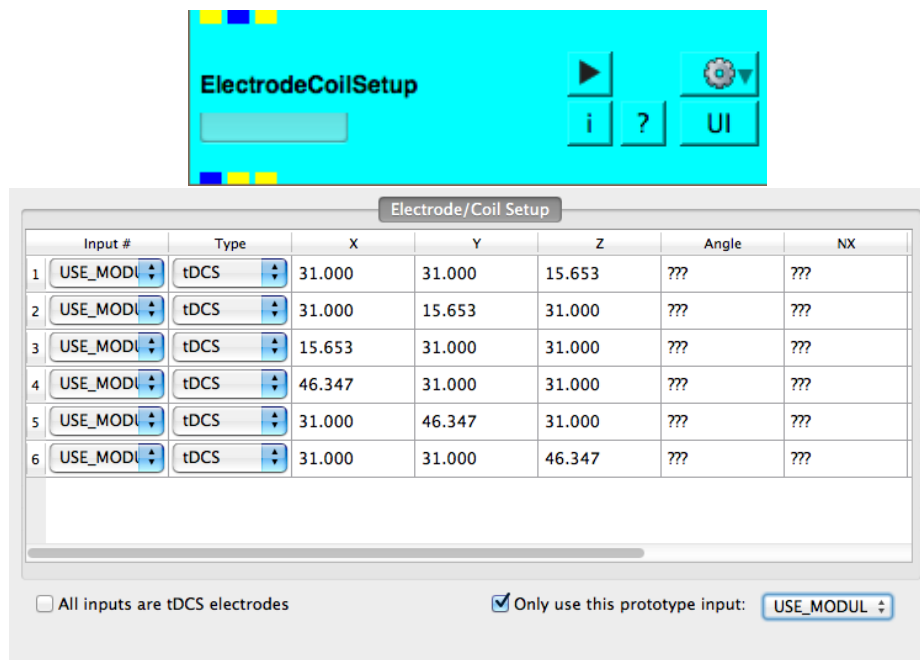 ElectrodeCoilSetup
i ? UI
Electrode/Coil Setup
Input # Type X Y Z Angle NX
1 USE_MODU tDCS 31.000 31.000 15.653 ??? ???
2 USE_MODU tDCS 31.000 15.653 31.000 ??? ???
3 USE_MODU tDCS 15.653 31.000 31.000 ??? ???
4 USE_MODU tDCS 46.347 31.000 31.000 ??? ???
5 USE_MODU tDCS 31.000 46.347 31.000 ??? ???
6 USE_MODU tDCS 31.000 31.000 46.347 ??? ???
All inputs are tDCS electrodes Only use this prototype input: USE_MODUL